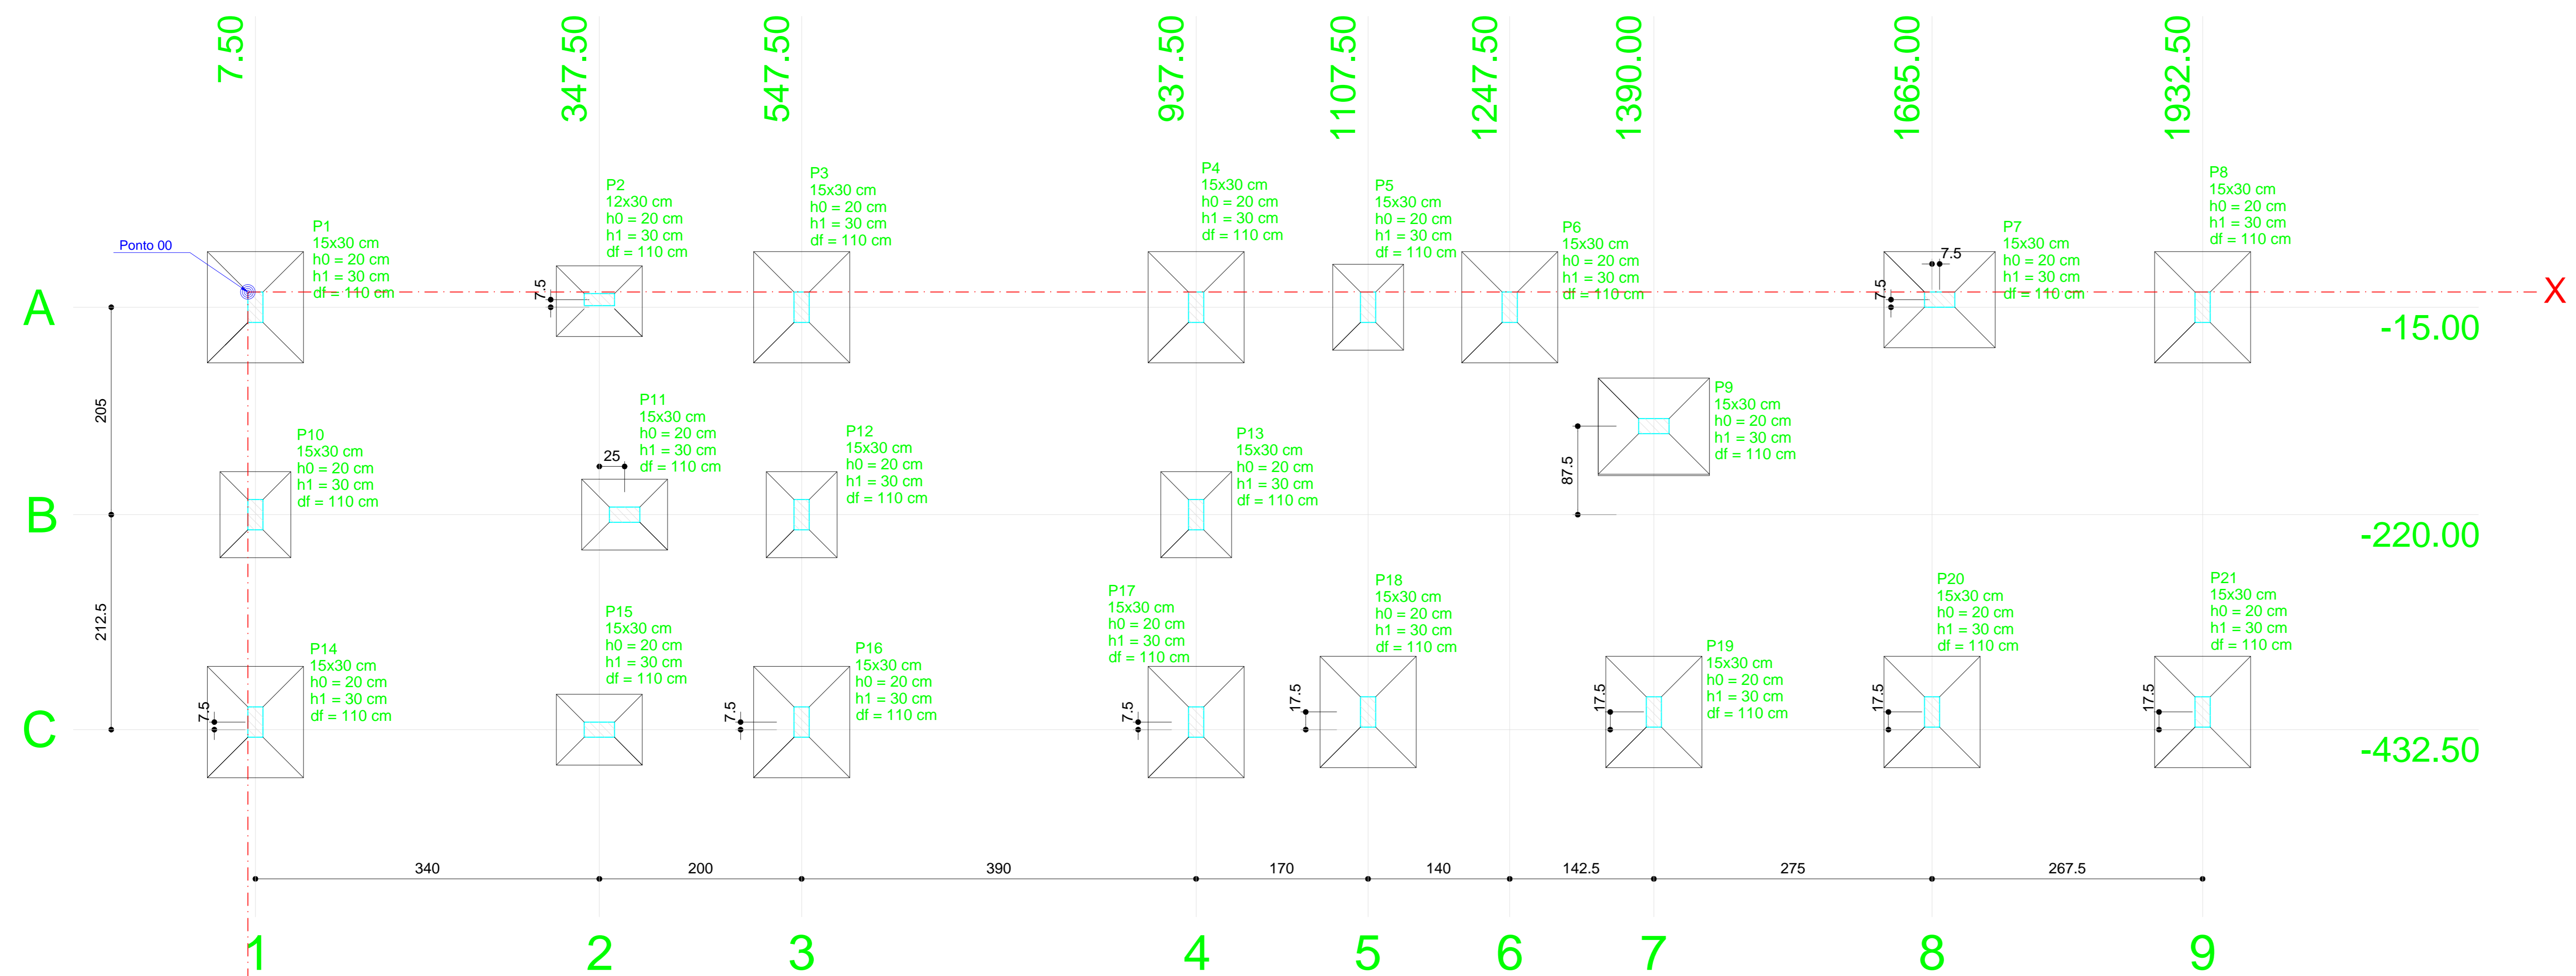 7.50
347.50
547.50
937.50
1107.50
1247.50
1390.00
1665.00
1932.50
Ponto 00
P1
15x30 cm
h0 = 20 cm
h1 = 30 cm
df = 110 cm
P2
12x30 cm
h0 = 20 cm
h1 = 30 cm
df = 110 cm
7.5
P3
15x30 cm
h0 = 20 cm
h1 = 30 cm
df = 110 cm
P4
15x30 cm
h0 = 20 cm
h1 = 30 cm
df = 110 cm
P5
15x30 cm
h0 = 20 cm
h1 = 30 cm
df = 110 cm
P6
15x30 cm
h0 = 20 cm
h1 = 30 cm
df = 110 cm
7.5
7.5
P7
15x30 cm
h0 = 20 cm
h1 = 30 cm
df = 110 cm
P8
15x30 cm
h0 = 20 cm
h1 = 30 cm
df = 110 cm
X
A
-15.00
205
P9
15x30 cm
h0 = 20 cm
h1 = 30 cm
df = 110 cm
87.5
P10
15x30 cm
h0 = 20 cm
h1 = 30 cm
df = 110 cm
25
P11
15x30 cm
h0 = 20 cm
h1 = 30 cm
df = 110 cm
P12
15x30 cm
h0 = 20 cm
h1 = 30 cm
df = 110 cm
P13
15x30 cm
h0 = 20 cm
h1 = 30 cm
df = 110 cm
B
-220.00
212.5
P14
15x30 cm
h0 = 20 cm
h1 = 30 cm
df = 110 cm
7.5
P15
15x30 cm
h0 = 20 cm
h1 = 30 cm
df = 110 cm
P16
15x30 cm
h0 = 20 cm
h1 = 30 cm
df = 110 cm
7.5
P17
15x30 cm
h0 = 20 cm
h1 = 30 cm
df = 110 cm
7.5
P18
15x30 cm
h0 = 20 cm
h1 = 30 cm
df = 110 cm
17.5
P19
15x30 cm
h0 = 20 cm
h1 = 30 cm
df = 110 cm
17.5
P20
15x30 cm
h0 = 20 cm
h1 = 30 cm
df = 110 cm
17.5
P21
15x30 cm
h0 = 20 cm
h1 = 30 cm
df = 110 cm
17.5
C
-432.50
340
200
390
170
140
142.5
275
267.5
1
2
3
4
5
6
7
8
9